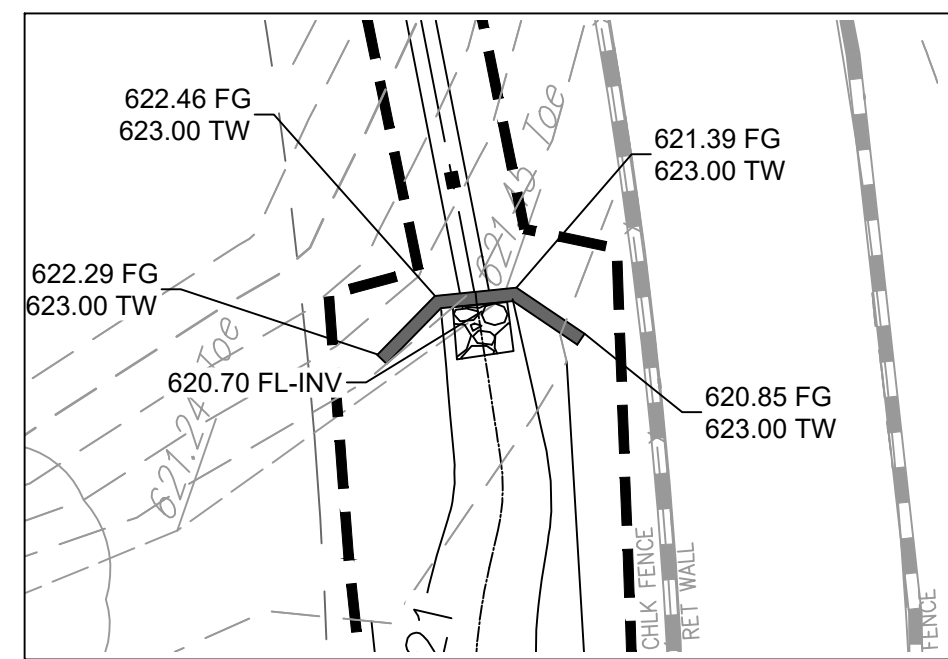 622.46 FG
623.00 TW
621.39 FG
623.00 TW
621.45 Toe
622.29 FG
623.00 TW
620.70 FL-INV
621.24 Toe
620.85 FG
623.00 TW
CHLK FENCE
RET WALL
FENCE
21